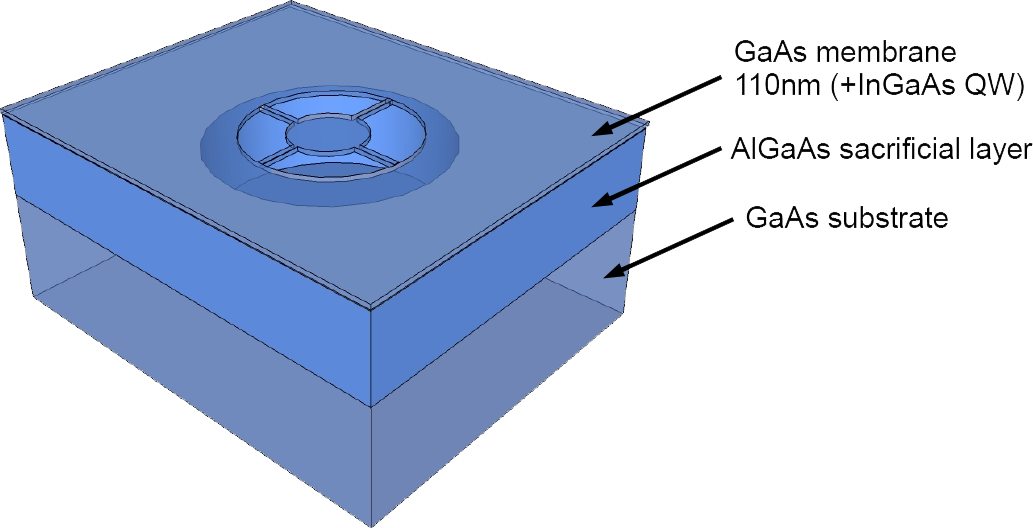 GaAs membrane
110nm (+InGaAs QW)
AlGaAs sacrificial layer
GaAs substrate